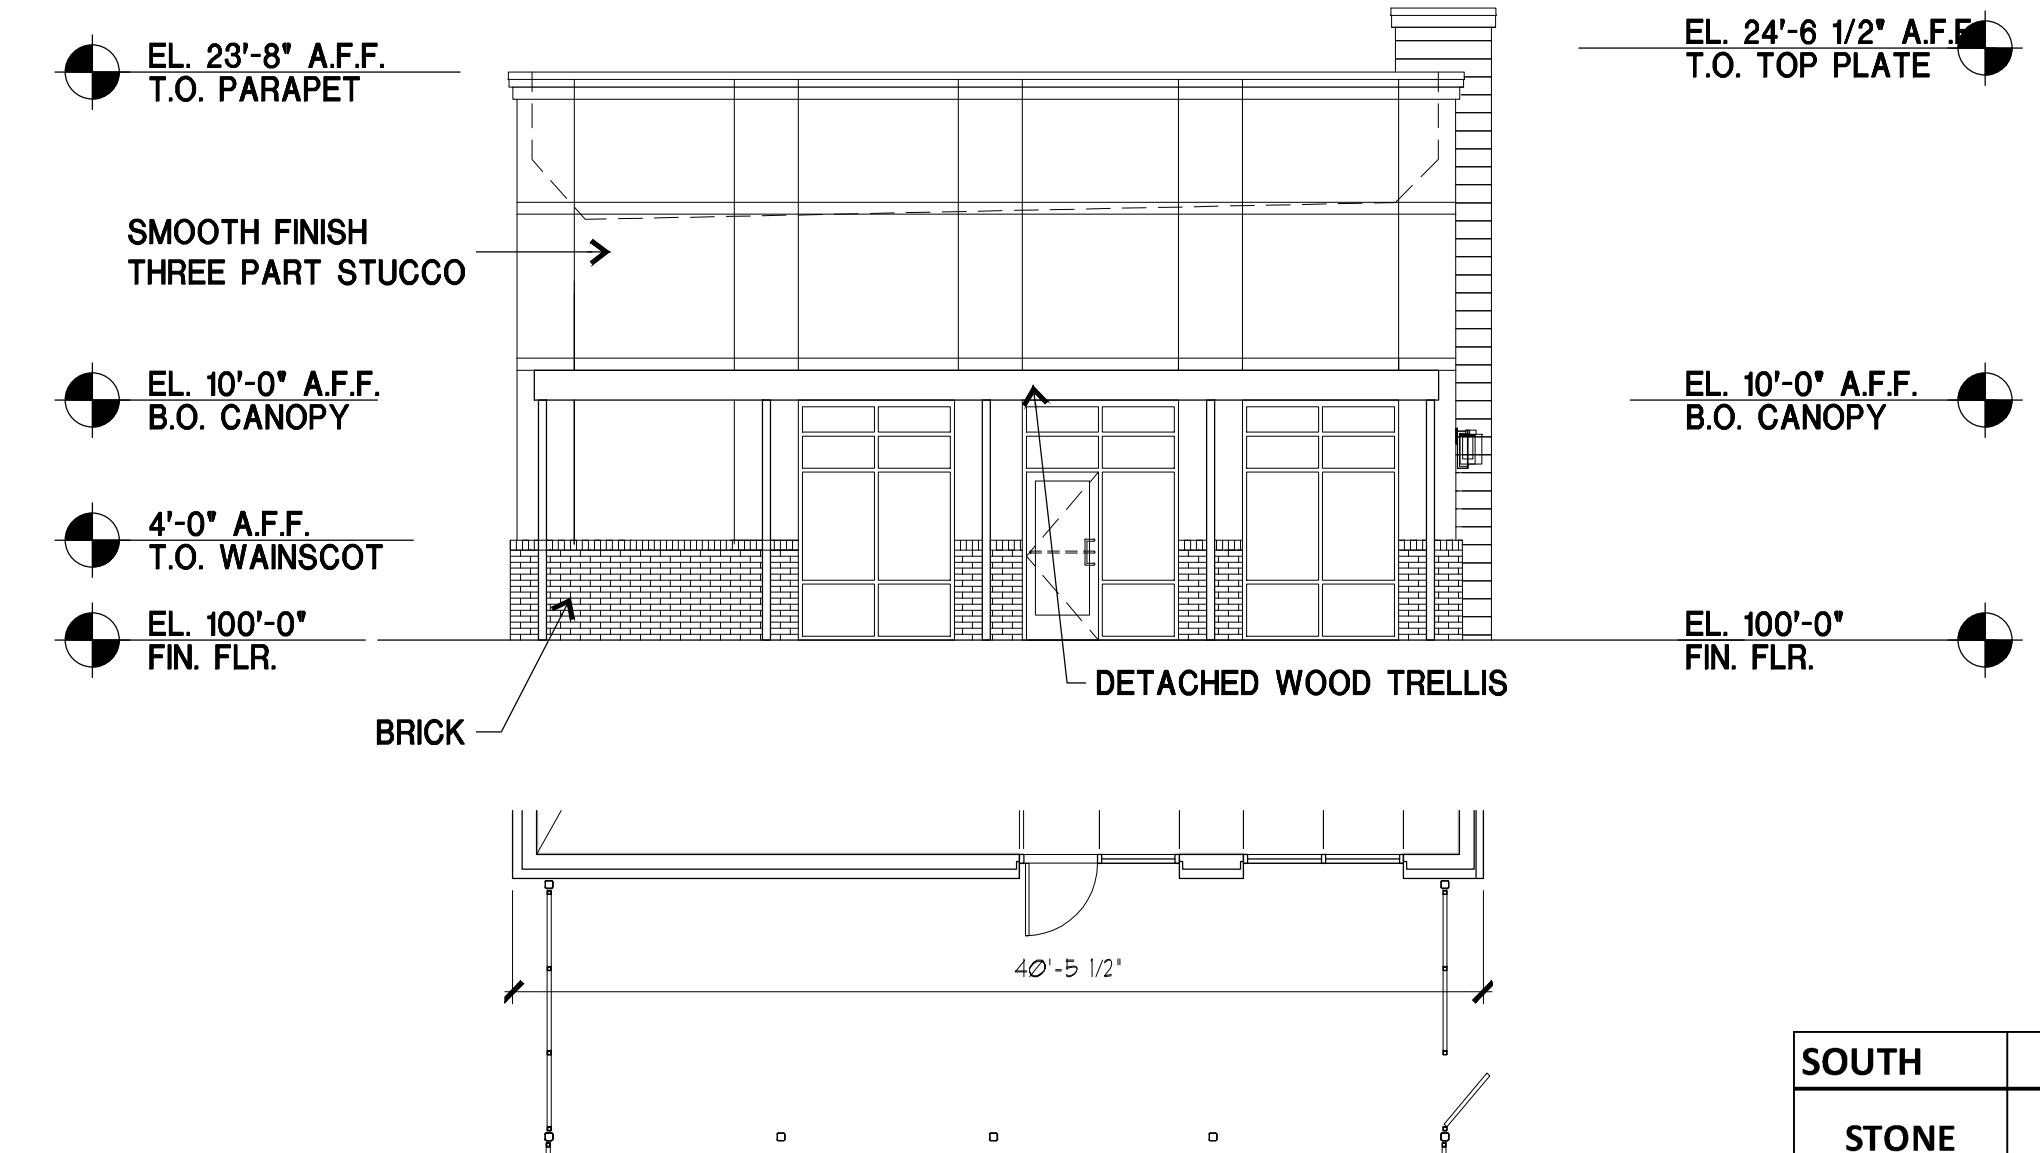 EL. 23'-8" A.F.F.
T.O. PARAPET
EL. 24'-6 1/2" A.F.F.
T.O. TOP PLATE
SMOOTH FINISH
THREE PART STUCCO
EL. 10'-0" A.F.F.
B.O. CANOPY
EL. 10'-0" A.F.F.
B.O. CANOPY
4'-0" A.F.F.
T.O. WAINSCOT
EL. 100'-0"
FIN. FLR.
EL. 100'-0"
FIN. FLR.
DETACHED WOOD TRELLIS
BRICK
40'-5 1/2"
SOUTH
STONE